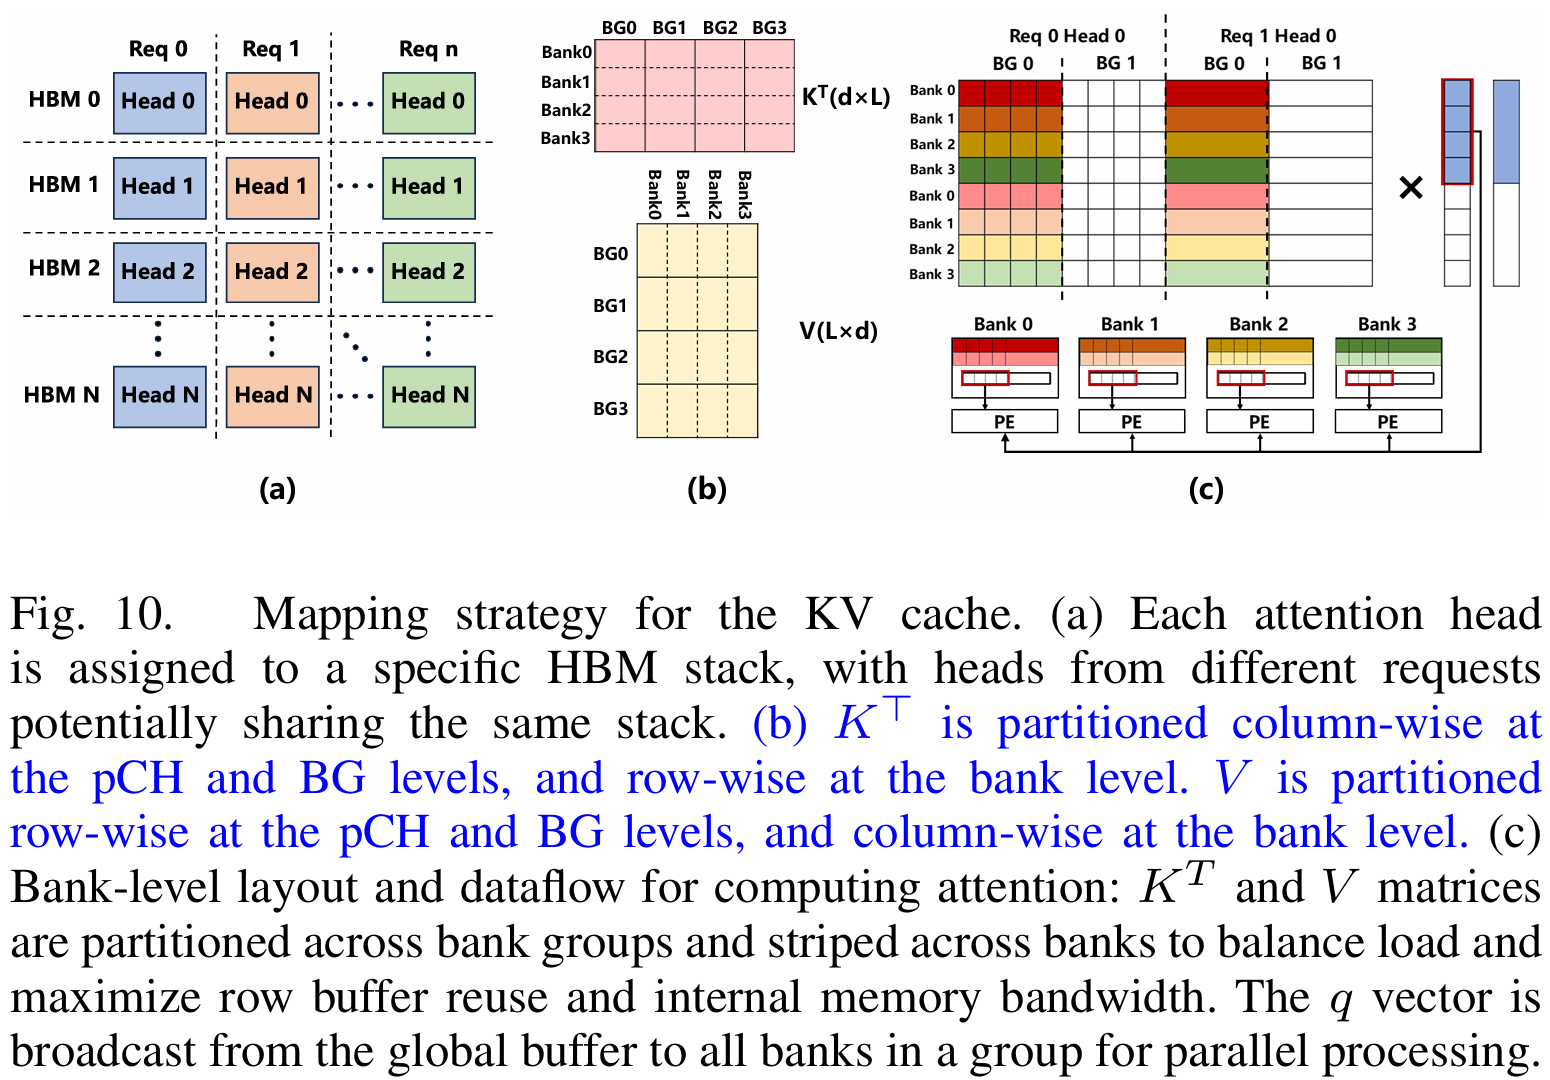 Req 0 Req 1 Req n
HBM 0 Head 0 Head 0 Head 0
HBM 1 Head 1 Head 1 Head 1
HBM 2 Head 2 Head 2 Head 2
HBM N Head N Head N Head N
(a)
BG0 BG1 BG2 BG3
Bank0
Bank1
Bank2
Bank3
K^T(d×L)
Bank0 Bank1 Bank2 Bank3
BG0
BG1
BG2
BG3
V(L×d)
(b)
Req 0 Head 0 Req 1 Head 0
BG 0 BG 1 BG 0 BG 1
Bank 0
Bank 1
Bank 2
Bank 3
Bank 0
Bank 1
Bank 2
Bank 3
×
Bank 0 Bank 1 Bank 2 Bank 3
PE PE PE PE
(c)
Fig. 10. Mapping strategy for the KV cache. (a) Each attention head
is assigned to a specific HBM stack, with heads from different requests
potentially sharing the same stack. (b) K^⊤ is partitioned column-wise at
the pCH and BG levels, and row-wise at the bank level. V is partitioned
row-wise at the pCH and BG levels, and column-wise at the bank level. (c)
Bank-level layout and dataflow for computing attention: K^T and V matrices
are partitioned across bank groups and striped across banks to balance load and
maximize row buffer reuse and internal memory bandwidth. The q vector is
broadcast from the global buffer to all banks in a group for parallel processing.